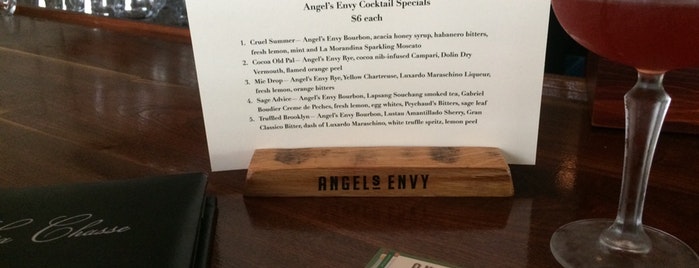 Angel's Envy Cocktail Specials
$6 each
1. Cruel Summer— Angel's Envy Bourbon, acacia honey syrup, habanero bitters,
fresh lemon, mint and La Morandina Sparkling Moscato
2. Cocoa Old Pal— Angel's Envy Rye, cocoa nib-infused Campari, Dolin Dry
Vermouth, flamed orange peel
3. Mic Drop— Angel's Envy Rye, Yellow Chartreuse, Luxardo Maraschino Liqueur,
fresh lemon, orange bitters
4. Sage Advice— Angel's Envy Bourbon, Lapsang Souchang smoked tea, Gabriel
Boudier Creme de Peches, fresh lemon, egg whites, Peychaud's Bitters, sage leaf
5. Truffled Brooklyn— Angel's Envy Bourbon, Lustau Amantillado Sherry, Gran
Classico Bitter, dash of Luxardo Maraschino, white truffle spritz, lemon peel
ANGEL'S ENVY
Chasse